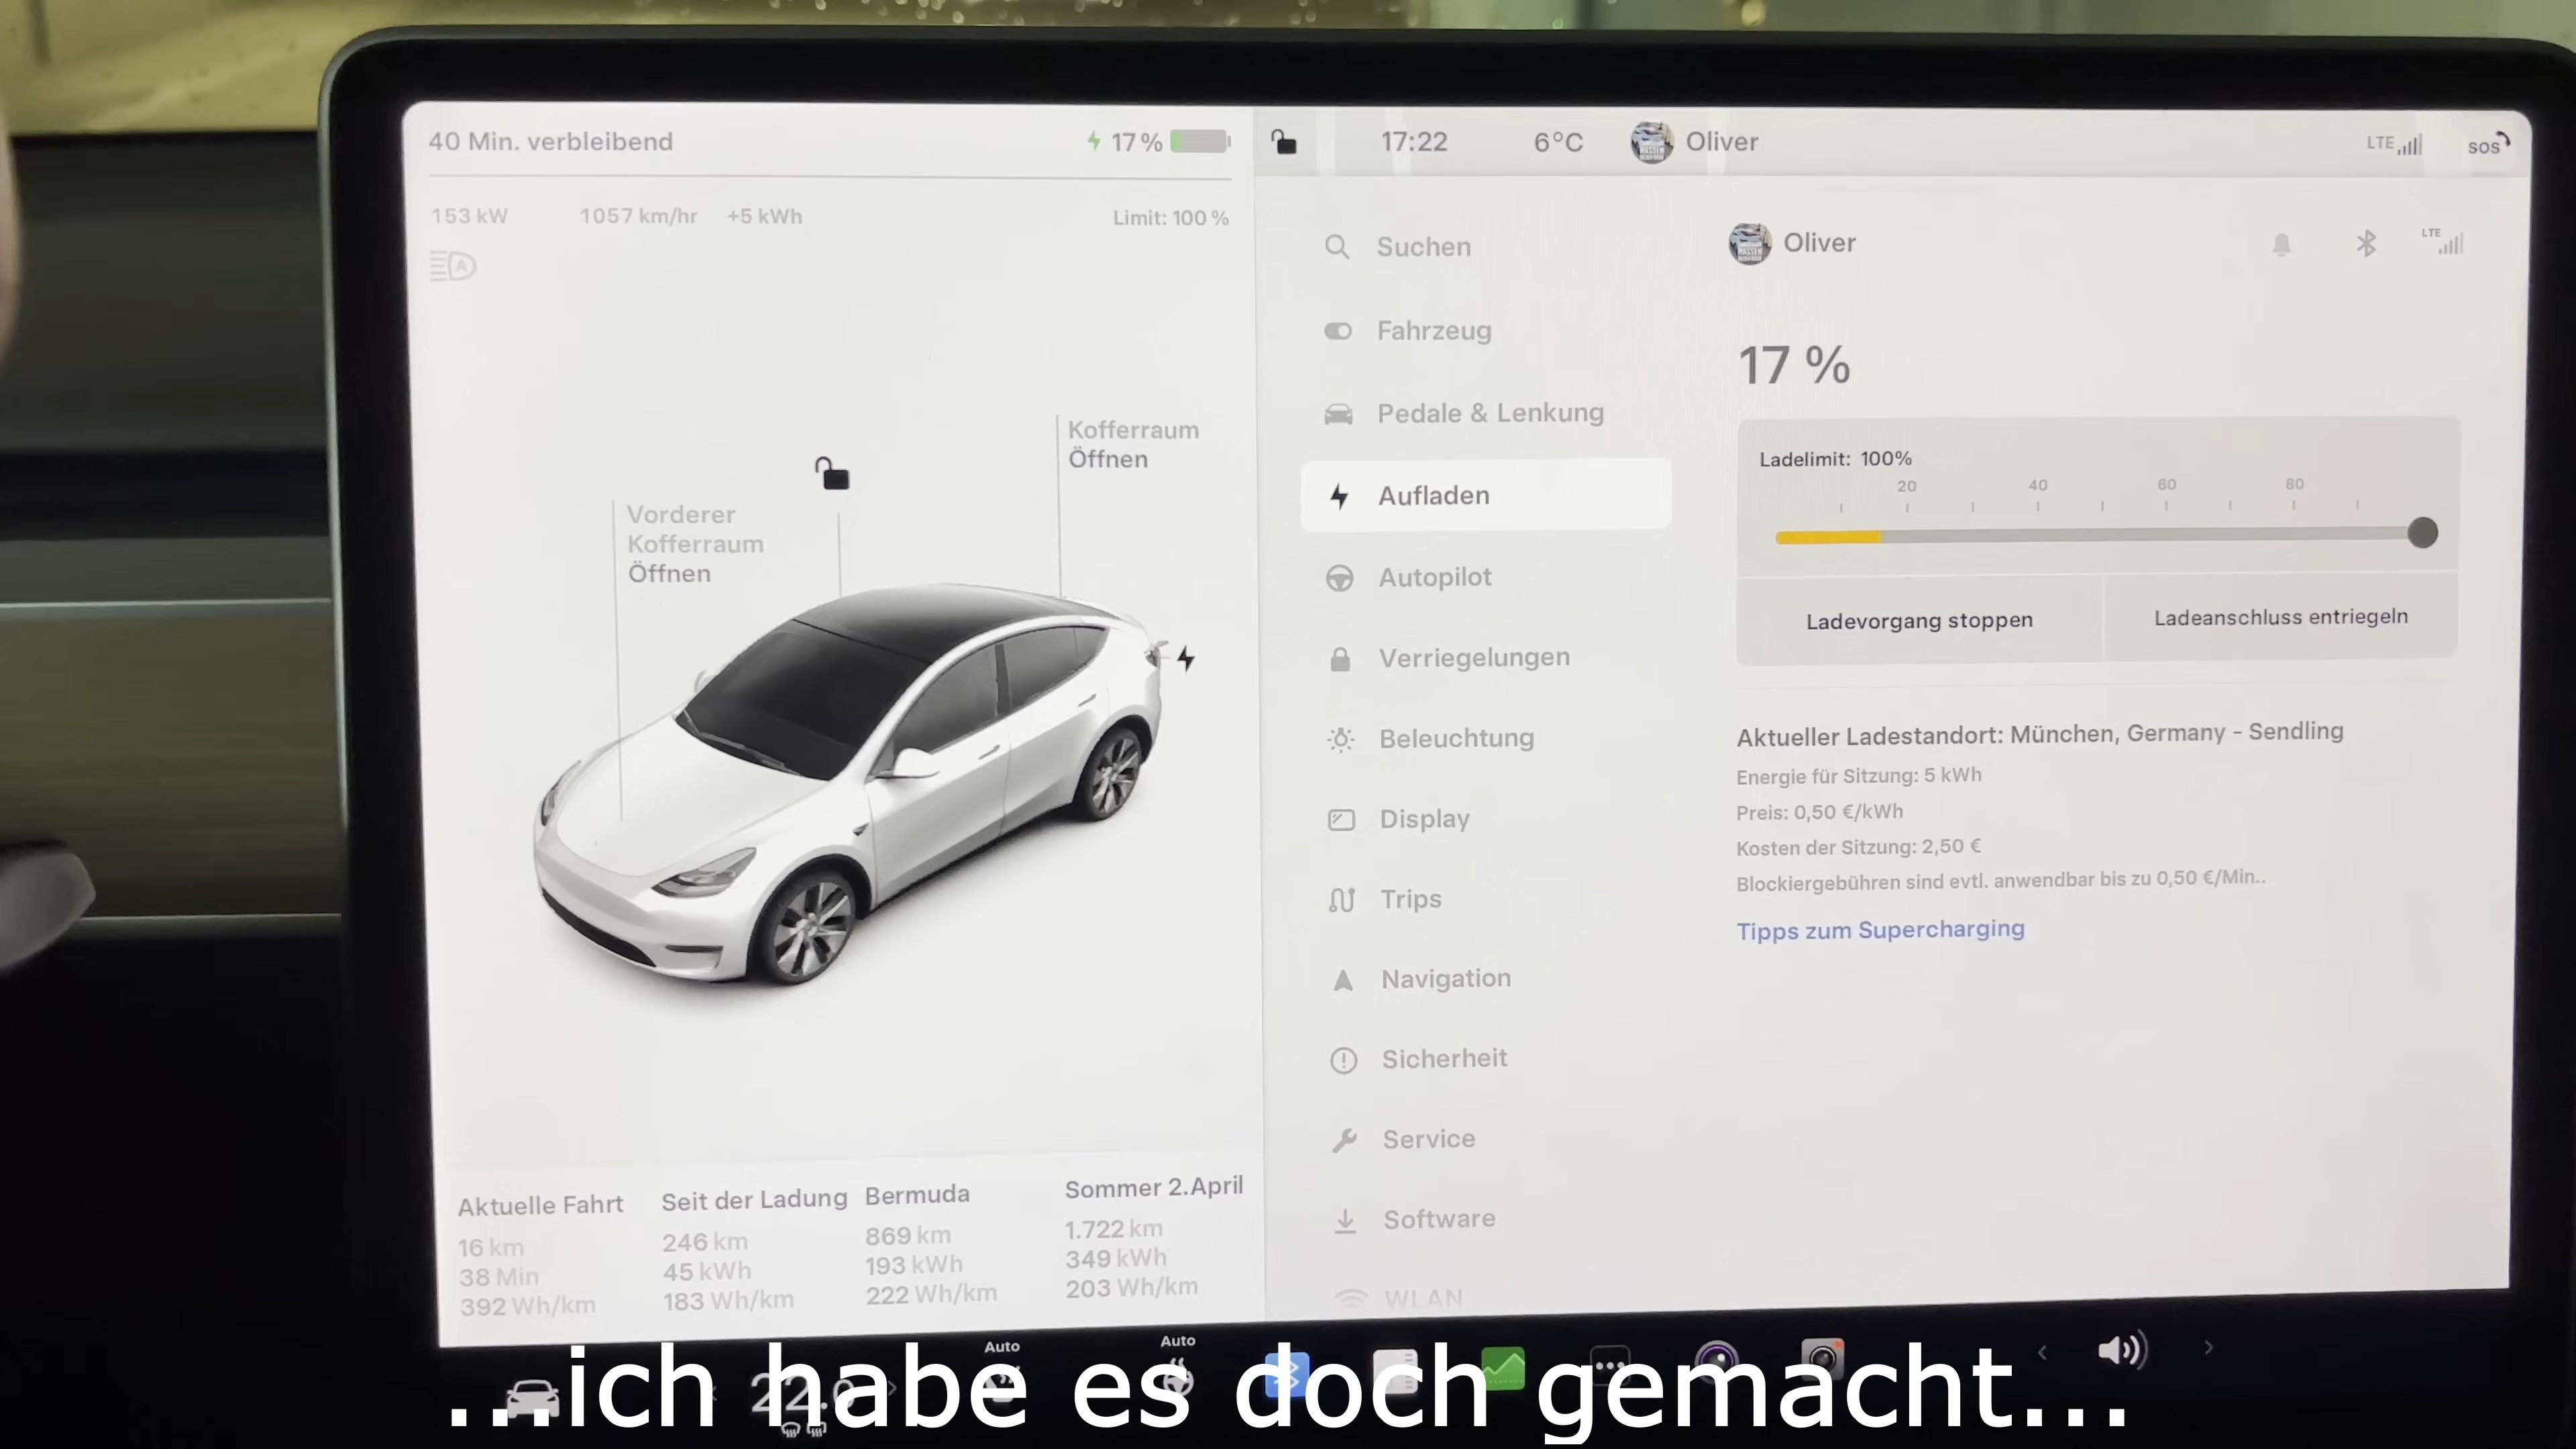 40 Min. verbleibend
17 %
17:22
6°C
Oliver
LTE
sos
153 kW
1057 km/hr
+5 kWh
Limit: 100 %
A
Kofferraum
Öffnen
Vorderer
Kofferraum
Öffnen
Aktuelle Fahrt
16 km
38 Min
392 Wh/km
Seit der Ladung
246 km
45 kWh
183 Wh/km
Bermuda
869 km
193 kWh
222 Wh/km
Sommer 2.April
1.722 km
349 kWh
203 Wh/km
Suchen
Fahrzeug
Pedale & Lenkung
Aufladen
Autopilot
Verriegelungen
Beleuchtung
Display
Trips
Navigation
Sicherheit
Service
Software
WLAN
Oliver
LTE
17 %
Ladelimit: 100%
20 40 60 80
Ladevorgang stoppen
Ladeanschluss entriegeln
Aktueller Ladestandort: München, Germany - Sendling
Energie für Sitzung: 5 kWh
Preis: 0,50 €/kWh
Kosten der Sitzung: 2,50 €
Blockiergebühren sind evtl. anwendbar bis zu 0,50 €/Min..
Tipps zum Supercharging
Auto
Auto
22.0
...ich habe es doch gemacht...